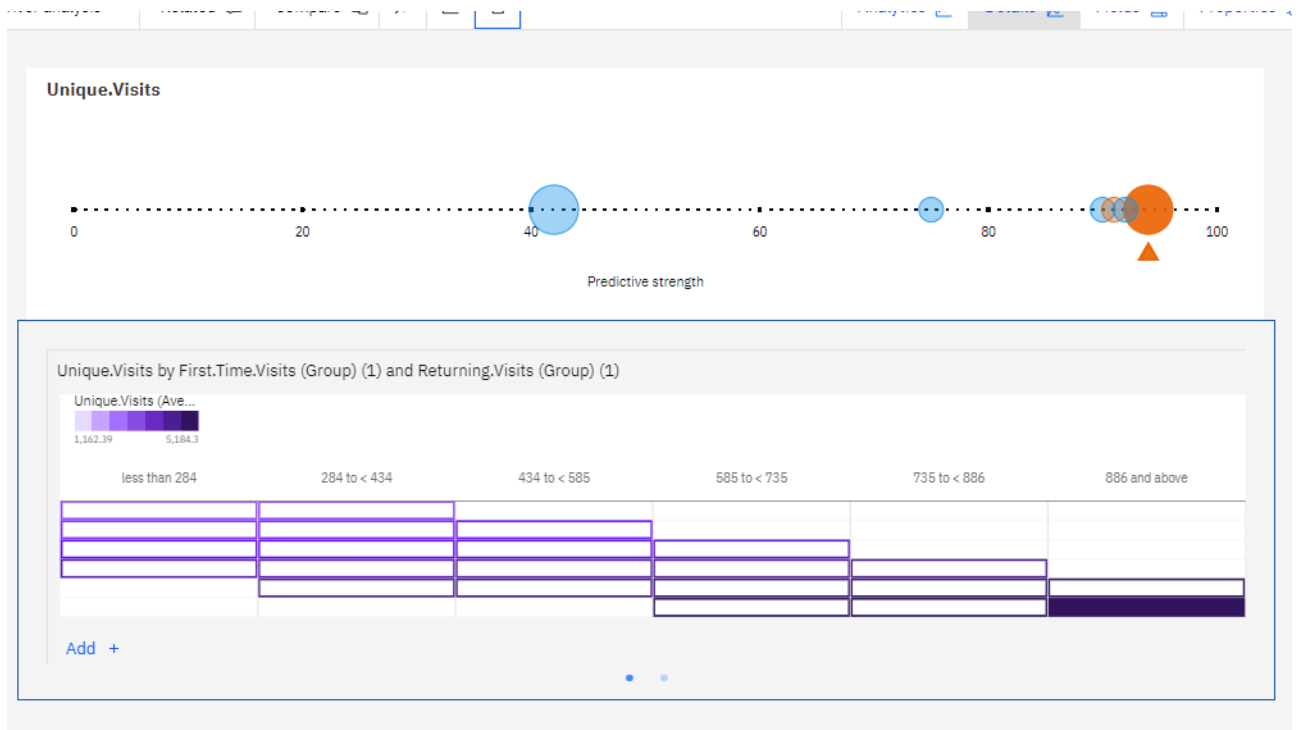 Unique.Visits
0 20 40 60 80 100
Predictive strength
Unique.Visits by First.Time.Visits (Group) (1) and Returning.Visits (Group) (1)
Unique.Visits (Ave...
1,162.39 5,184.3
less than 284 284 to < 434 434 to < 585 585 to < 735 735 to < 886 886 and above
Add +